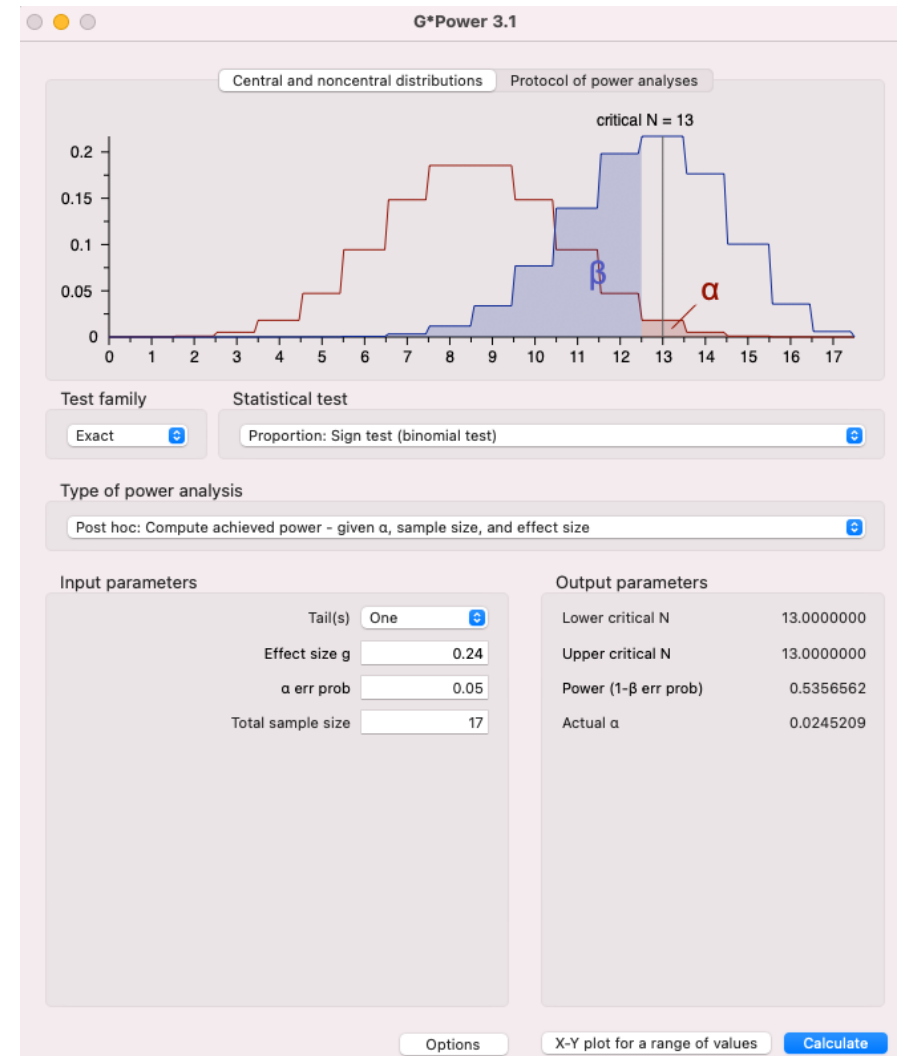 G*Power 3.1
Central and noncentral distributions Protocol of power analyses
critical N = 13
0.2
0.15
0.1
0.05
0
β
α
0 1 2 3 4 5 6 7 8 9 10 11 12 13 14 15 16 17
Test family Statistical test
Exact Proportion: Sign test (binomial test)
Type of power analysis
Post hoc: Compute achieved power - given α, sample size, and effect size
Input parameters Output parameters
Tail(s) One Lower critical N 13.0000000
Effect size g 0.24 Upper critical N 13.0000000
α err prob 0.05 Power (1-β err prob) 0.5356562
Total sample size 17 Actual α 0.0245209
Options X-Y plot for a range of values Calculate